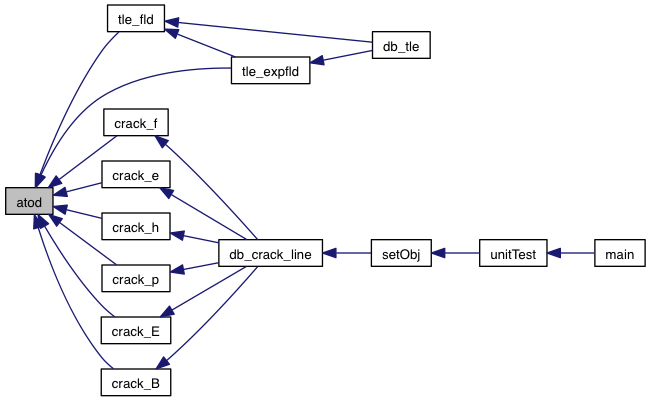 tle_fld
db_tle
tle_expfld
crack_f
crack_e
atod
crack_h
db_crack_line
setObj
unitTest
main
crack_p
crack_E
crack_B